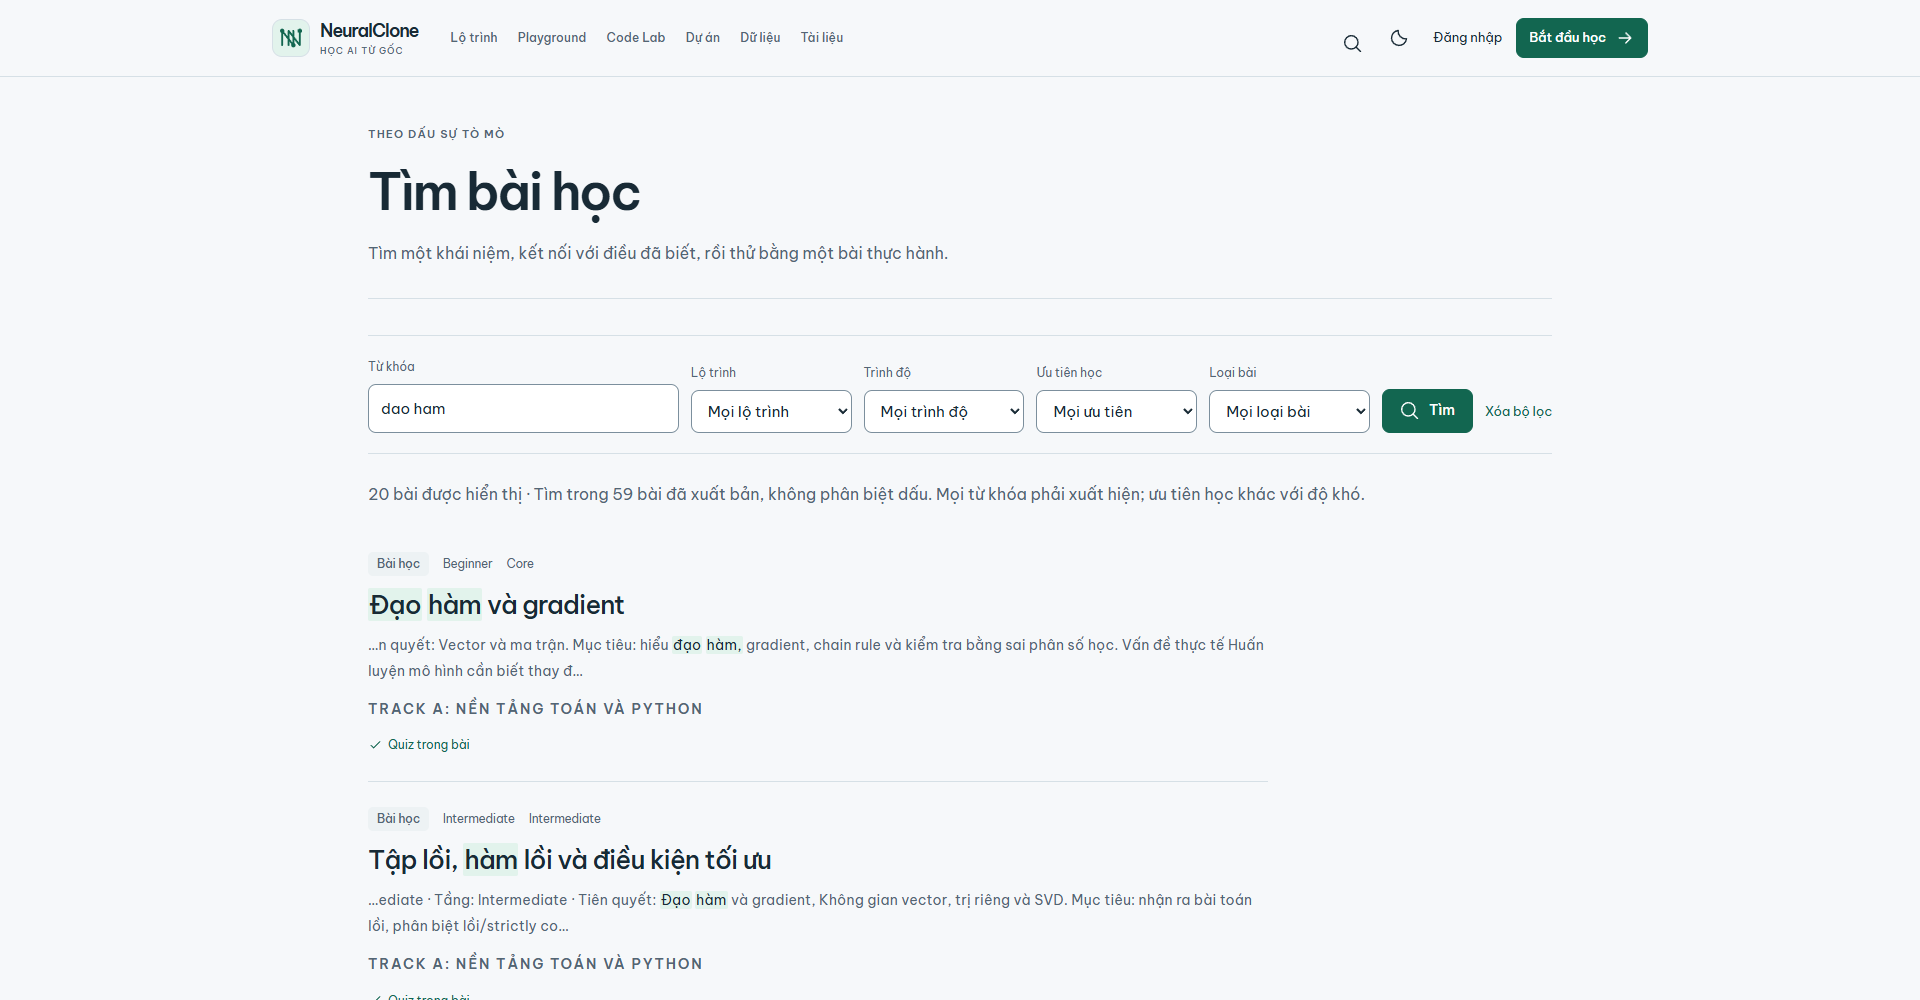 NeuralClone
HỌC AI TỪ GỐC
Lộ trình
Playground
Code Lab
Dự án
Dữ liệu
Tài liệu
Đăng nhập
Bắt đầu học
THEO DẤU SỰ TÒ MÒ
Tìm bài học
Tìm một khái niệm, kết nối với điều đã biết, rồi thử bằng một bài thực hành.
Từ khóa
Lộ trình
Trình độ
Ưu tiên học
Loại bài
dao ham
Mọi lộ trình
Mọi trình độ
Mọi ưu tiên
Mọi loại bài
Tìm
Xóa bộ lọc
20 bài được hiển thị · Tìm trong 59 bài đã xuất bản, không phân biệt dấu. Mọi từ khóa phải xuất hiện; ưu tiên học khác với độ khó.
Bài học Beginner Core
Đạo hàm và gradient
…n quyết: Vector và ma trận. Mục tiêu: hiểu đạo hàm, gradient, chain rule và kiểm tra bằng sai phân số học. Vấn đề thực tế Huấn
luyện mô hình cần biết thay đ…
TRACK A: NỀN TẢNG TOÁN VÀ PYTHON
Quiz trong bài
Bài học Intermediate Intermediate
Tập lồi, hàm lồi và điều kiện tối ưu
…ediate · Tầng: Intermediate · Tiên quyết: Đạo hàm và gradient, Không gian vector, trị riêng và SVD. Mục tiêu: nhận ra bài toán
lồi, phân biệt lồi/strictly co…
TRACK A: NỀN TẢNG TOÁN VÀ PYTHON
Quiz trong bài